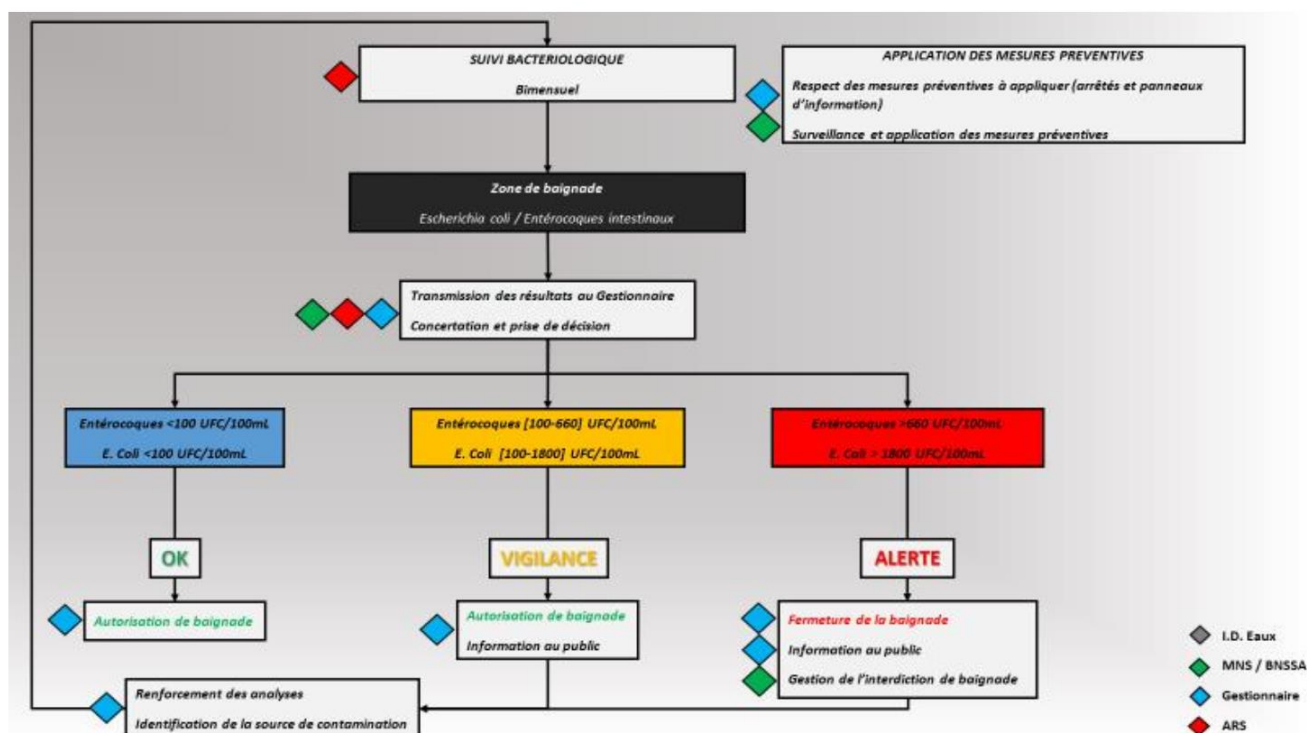 SUIVI BACTERIOLOGIQUE
Bimensuel
APPLICATION DES MESURES PREVENTIVES
Respect des mesures préventives à appliquer (arrêtés et panneaux
d'information)
Surveillance et application des mesures préventives
Zone de baignade
Escherichia coli / Entérocoques intestinaux
Transmission des résultats au Gestionnaire
Concertation et prise de décision
Entérocoques <100 UFC/100mL
E. Coli <100 UFC/100mL
Entérocoques [100-660] UFC/100mL
E. Coli [100-1800] UFC/100mL
Entérocoques >660 UFC/100mL
E. Coli > 1800 UFC/100mL
OK
VIGILANCE
ALERTE
Autorisation de baignade
Autorisation de baignade
Information au public
Fermeture de la baignade
Information au public
Gestion de l'interdiction de baignade
Renforcement des analyses
Identification de la source de contamination
I.D. Eaux
MNS / BNSSA
Gestionnaire
ARS